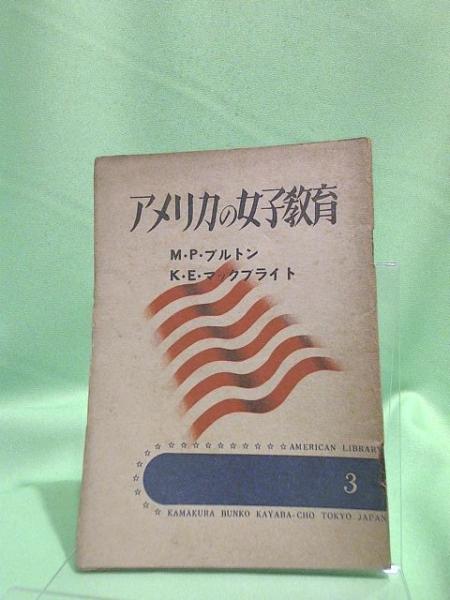 アメリカの女子教育
M・P・ブルトン
K・E・マックブライト
AMERICAN LIBRARY
3
KAMAKURA BUNKO KAYABA-CHO TOKYO JAPAN